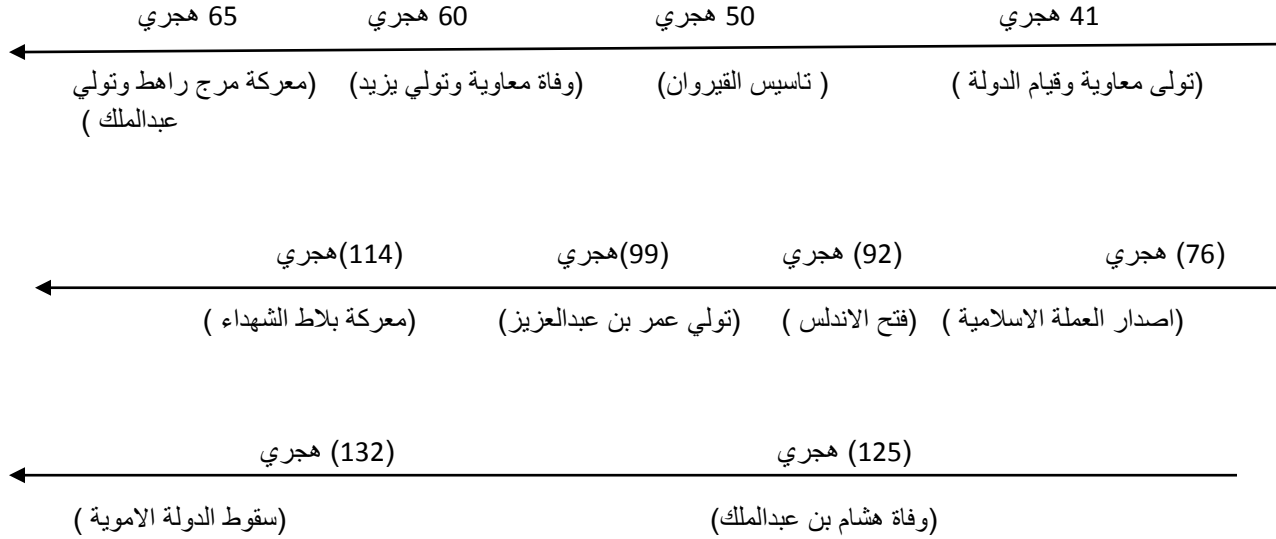 41 هجري 50 هجري 60 هجري 65 هجري
(تولى معاوية وقيام الدولة ) ( تاسيس القيروان) (وفاة معاوية وتولي يزيد) (معركة مرج راهط وتولي
عبدالملك )
(76) هجري (92) هجري (99)هجري (114)هجري
(اصدار العملة الاسلامية ) (فتح الاندلس ) (تولي عمر بن عبدالعزيز) (معركة بلاط الشهداء )
(125) هجري (132) هجري
(وفاة هشام بن عبدالملك) (سقوط الدولة الاموية )